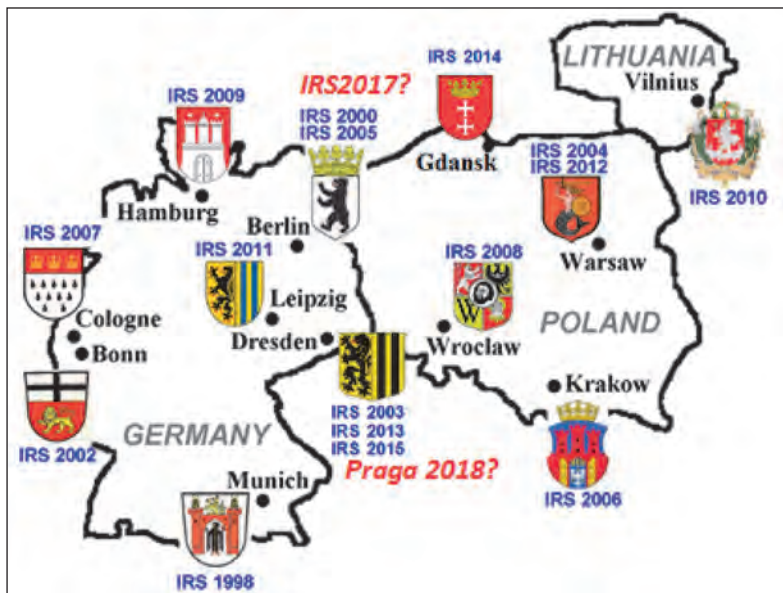 LITHUANIA
Vilnius
IRS 2010
IRS 2014
Gdansk
IRS2017?
IRS 2000
IRS 2005
Berlin
IRS 2009
Hamburg
IRS 2004
IRS 2012
Warsaw
IRS 2007
Cologne
Bonn
IRS 2002
IRS 2011
Leipzig
Dresden
IRS 2003
IRS 2013
IRS 2015
Praga 2018?
IRS 2008
W
Wroclaw
POLAND
Krakow
IRS 2006
GERMANY
Munich
IRS 1998